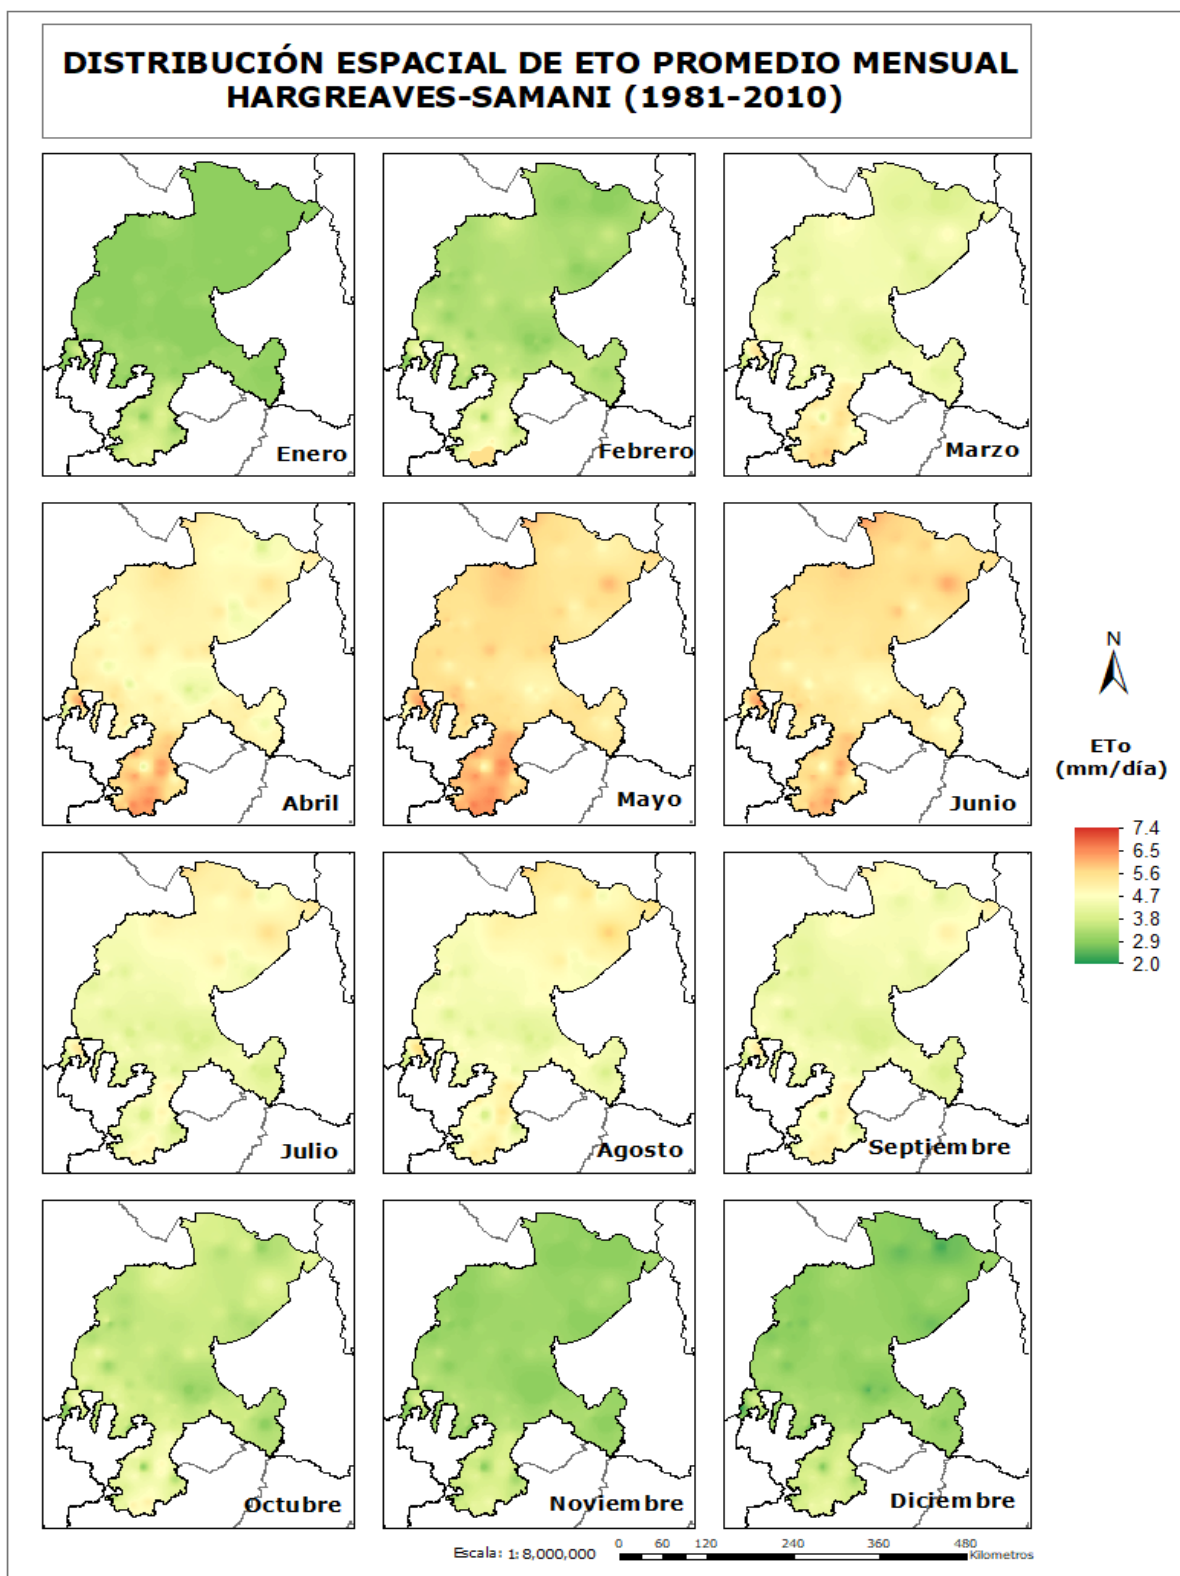 DISTRIBUCIÓN ESPACIAL DE ETO PROMEDIO MENSUAL
HARGREAVES-SAMANI (1981-2010)
Enero
Febrero
Marzo
Abril
Mayo
Junio
N
ETo
(mm/día)
7.4
6.5
5.6
4.7
3.8
2.9
2.0
Julio
Agosto
Septiembre
Octubre
Noviembre
Diciembre
Escala: 1:8,000,000
0 60 120 240 360 480
Kilometros